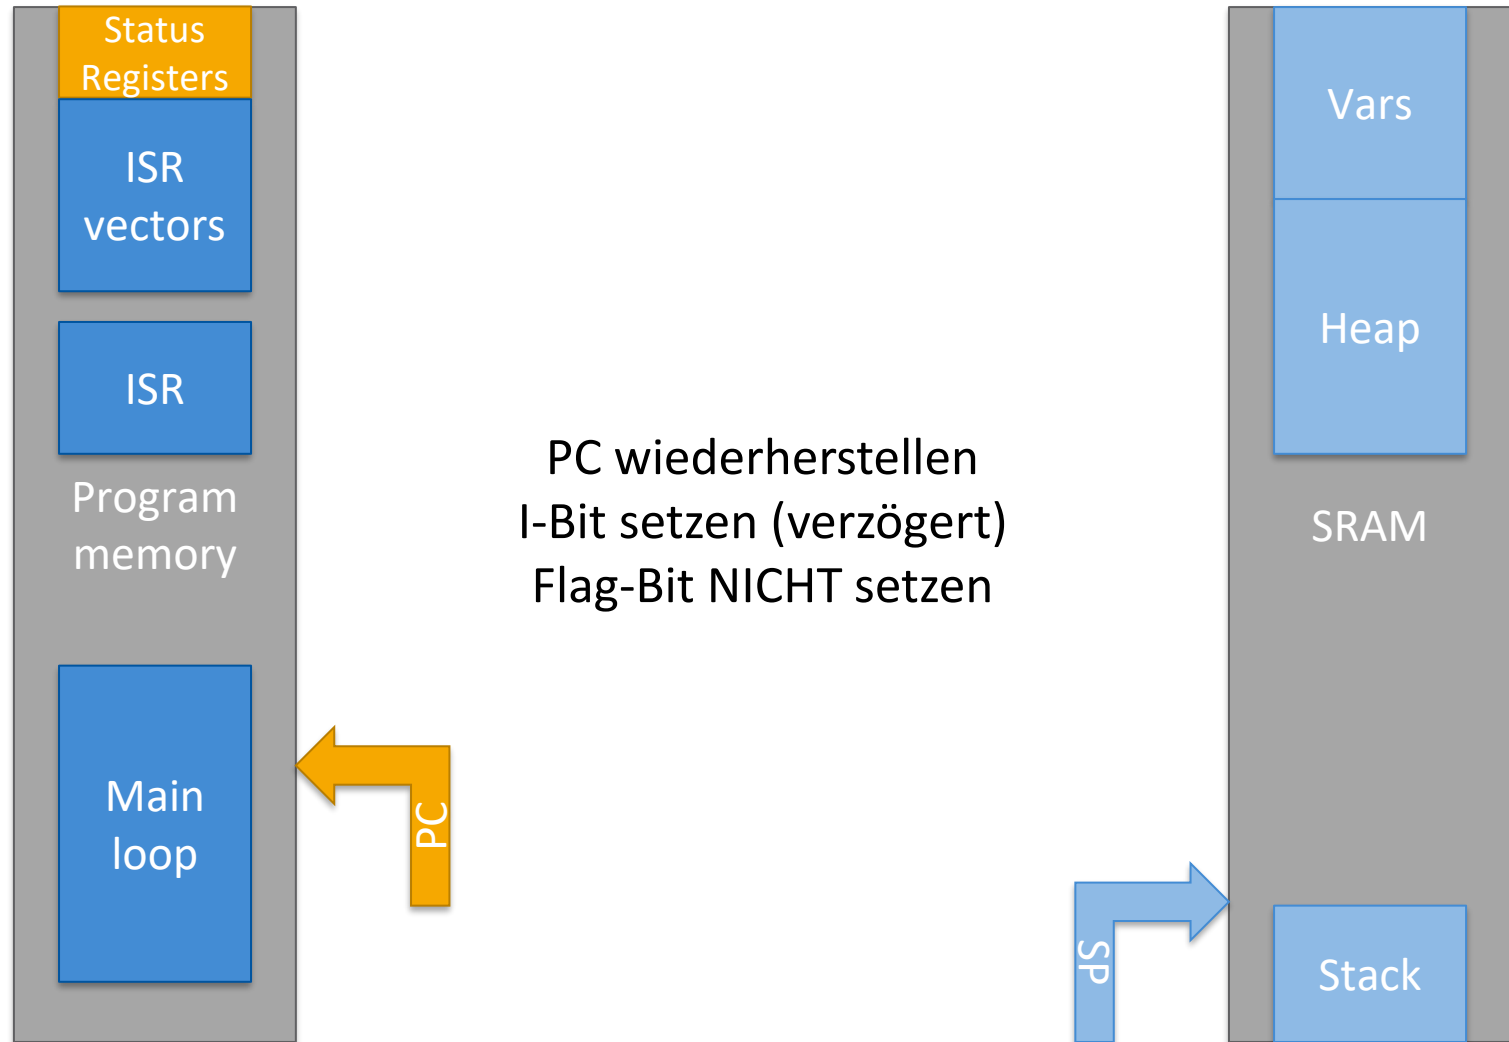 Status
Registers
ISR
vectors
ISR
Program
memory
Main
loop
PC
PC wiederherstellen
I-Bit setzen (verzögert)
Flag-Bit NICHT setzen
SP
Vars
Heap
SRAM
Stack